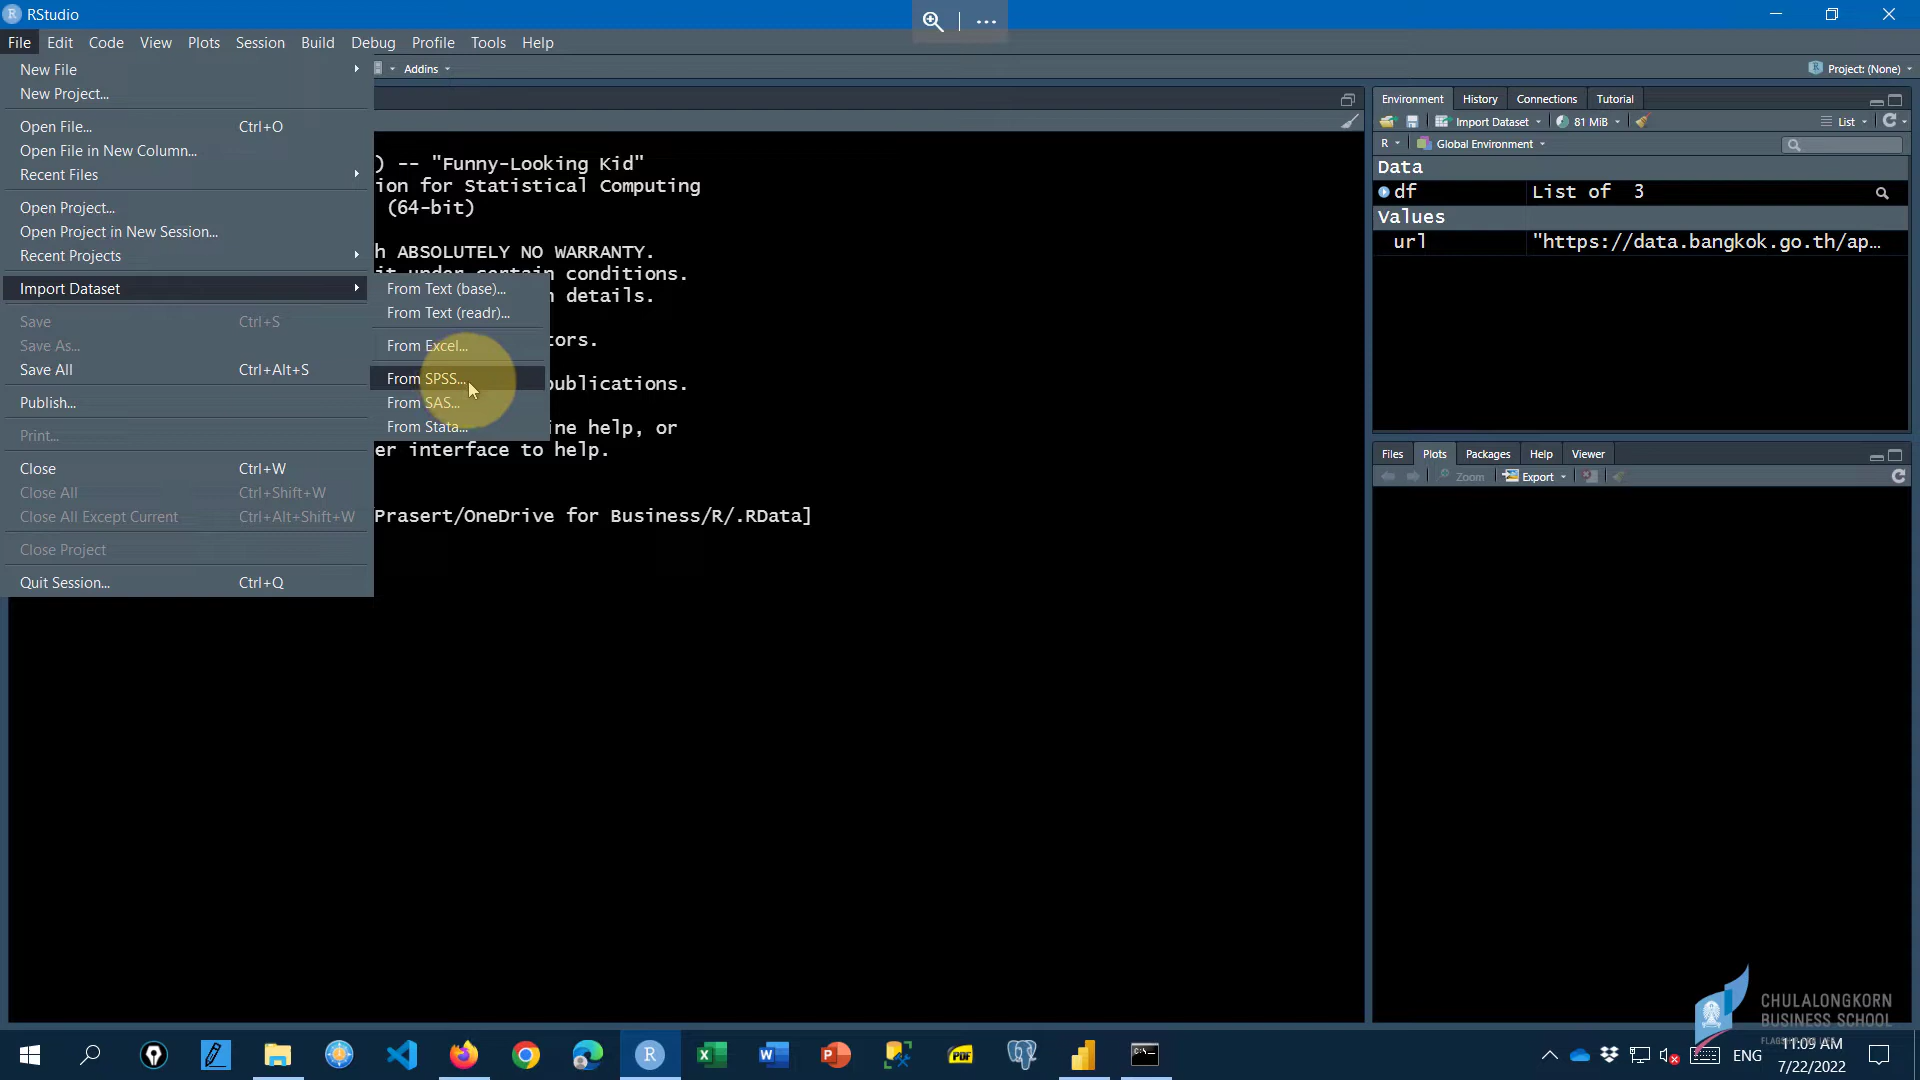 RStudio
File Edit Code View Plots Session Build Debug Profile Tools Help
Addins
Project: (None)
New File
New Project...
Open File... Ctrl+O
Open File in New Column...
Recent Files
Open Project...
Open Project in New Session...
Recent Projects
Import Dataset
Save Ctrl+S
Save As...
Save All Ctrl+Alt+S
Publish...
Print...
Close Ctrl+W
Close All Ctrl+Shift+W
Close All Except Current Ctrl+Alt+Shift+W
Close Project
Quit Session... Ctrl+Q
From Text (base)...
From Text (readr)...
From Excel...
From SPSS...
From SAS...
From Stata...
) -- "Funny-Looking Kid"
ion for Statistical Computing
(64-bit)
h ABSOLUTELY NO WARRANTY.
it under certain conditions.
n details.
tors.
publications.
ine help, or
er interface to help.
Prasert/OneDrive for Business/R/.RData]
Environment History Connections Tutorial
Import Dataset 81 MiB List
R Global Environment
Data
df List of 3
Values
url "https://data.bangkok.go.th/ap...
Files Plots Packages Help Viewer
Zoom Export
CHULALONGKORN
BUSINESS SCHOOL
ENG
11:09 AM
7/22/2022